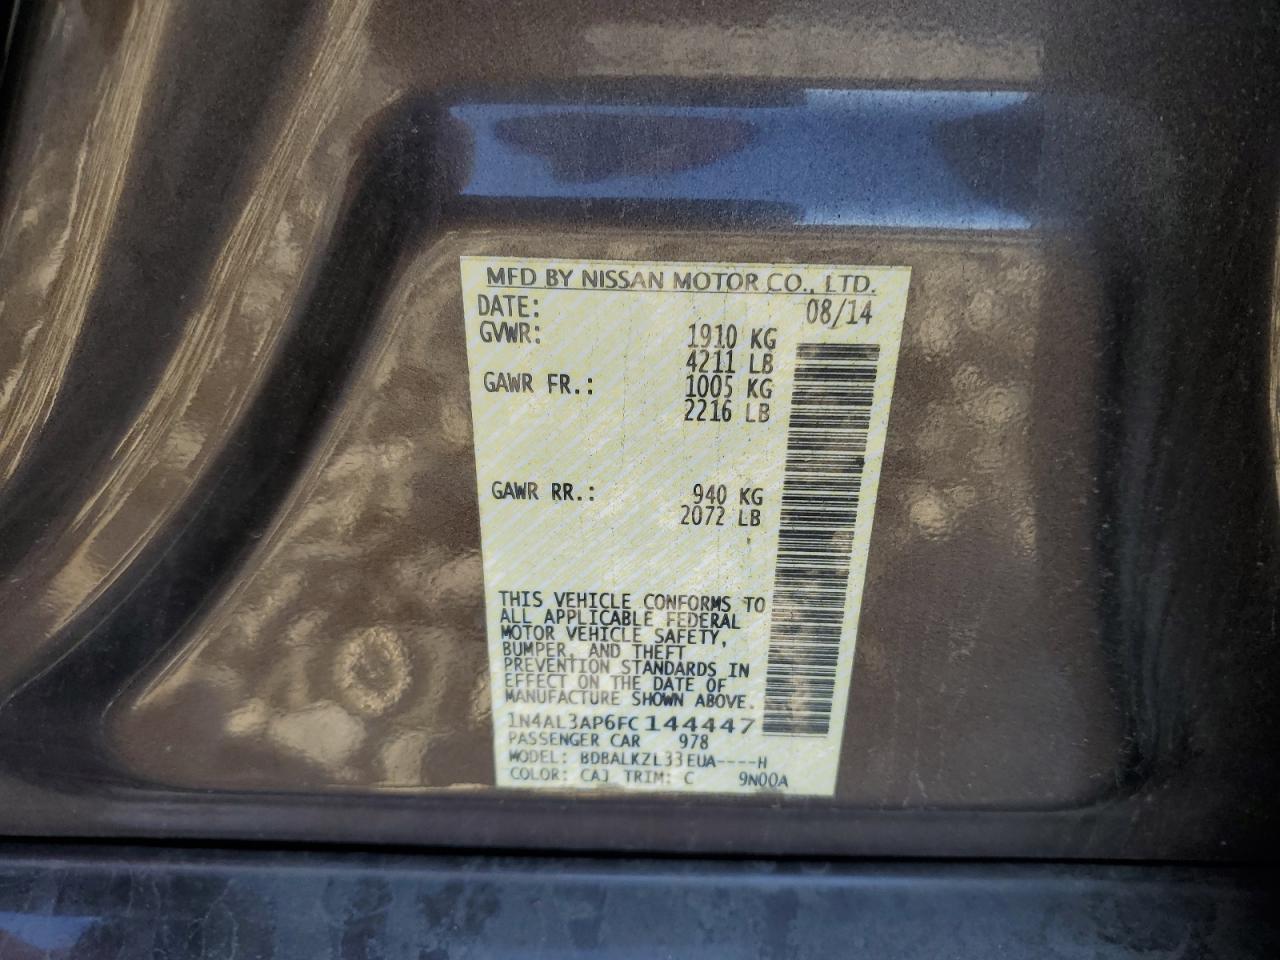 MFD BY NISSAN MOTOR CO., LTD.
DATE: 08/14
GVWR: 1910 KG
4211 LB
GAWR FR.: 1005 KG
2216 LB
GAWR RR.: 940 KG
2072 LB
THIS VEHICLE CONFORMS TO
ALL APPLICABLE FEDERAL
MOTOR VEHICLE SAFETY,
BUMPER, AND THEFT
PREVENTION STANDARDS IN
EFFECT ON THE DATE OF
MANUFACTURE SHOWN ABOVE.
1N4AL3AP6FC144447
PASSENGER CAR 978
MODEL: BDBALKZL33EUA----H
COLOR: CAJ TRIM: C 9N00A